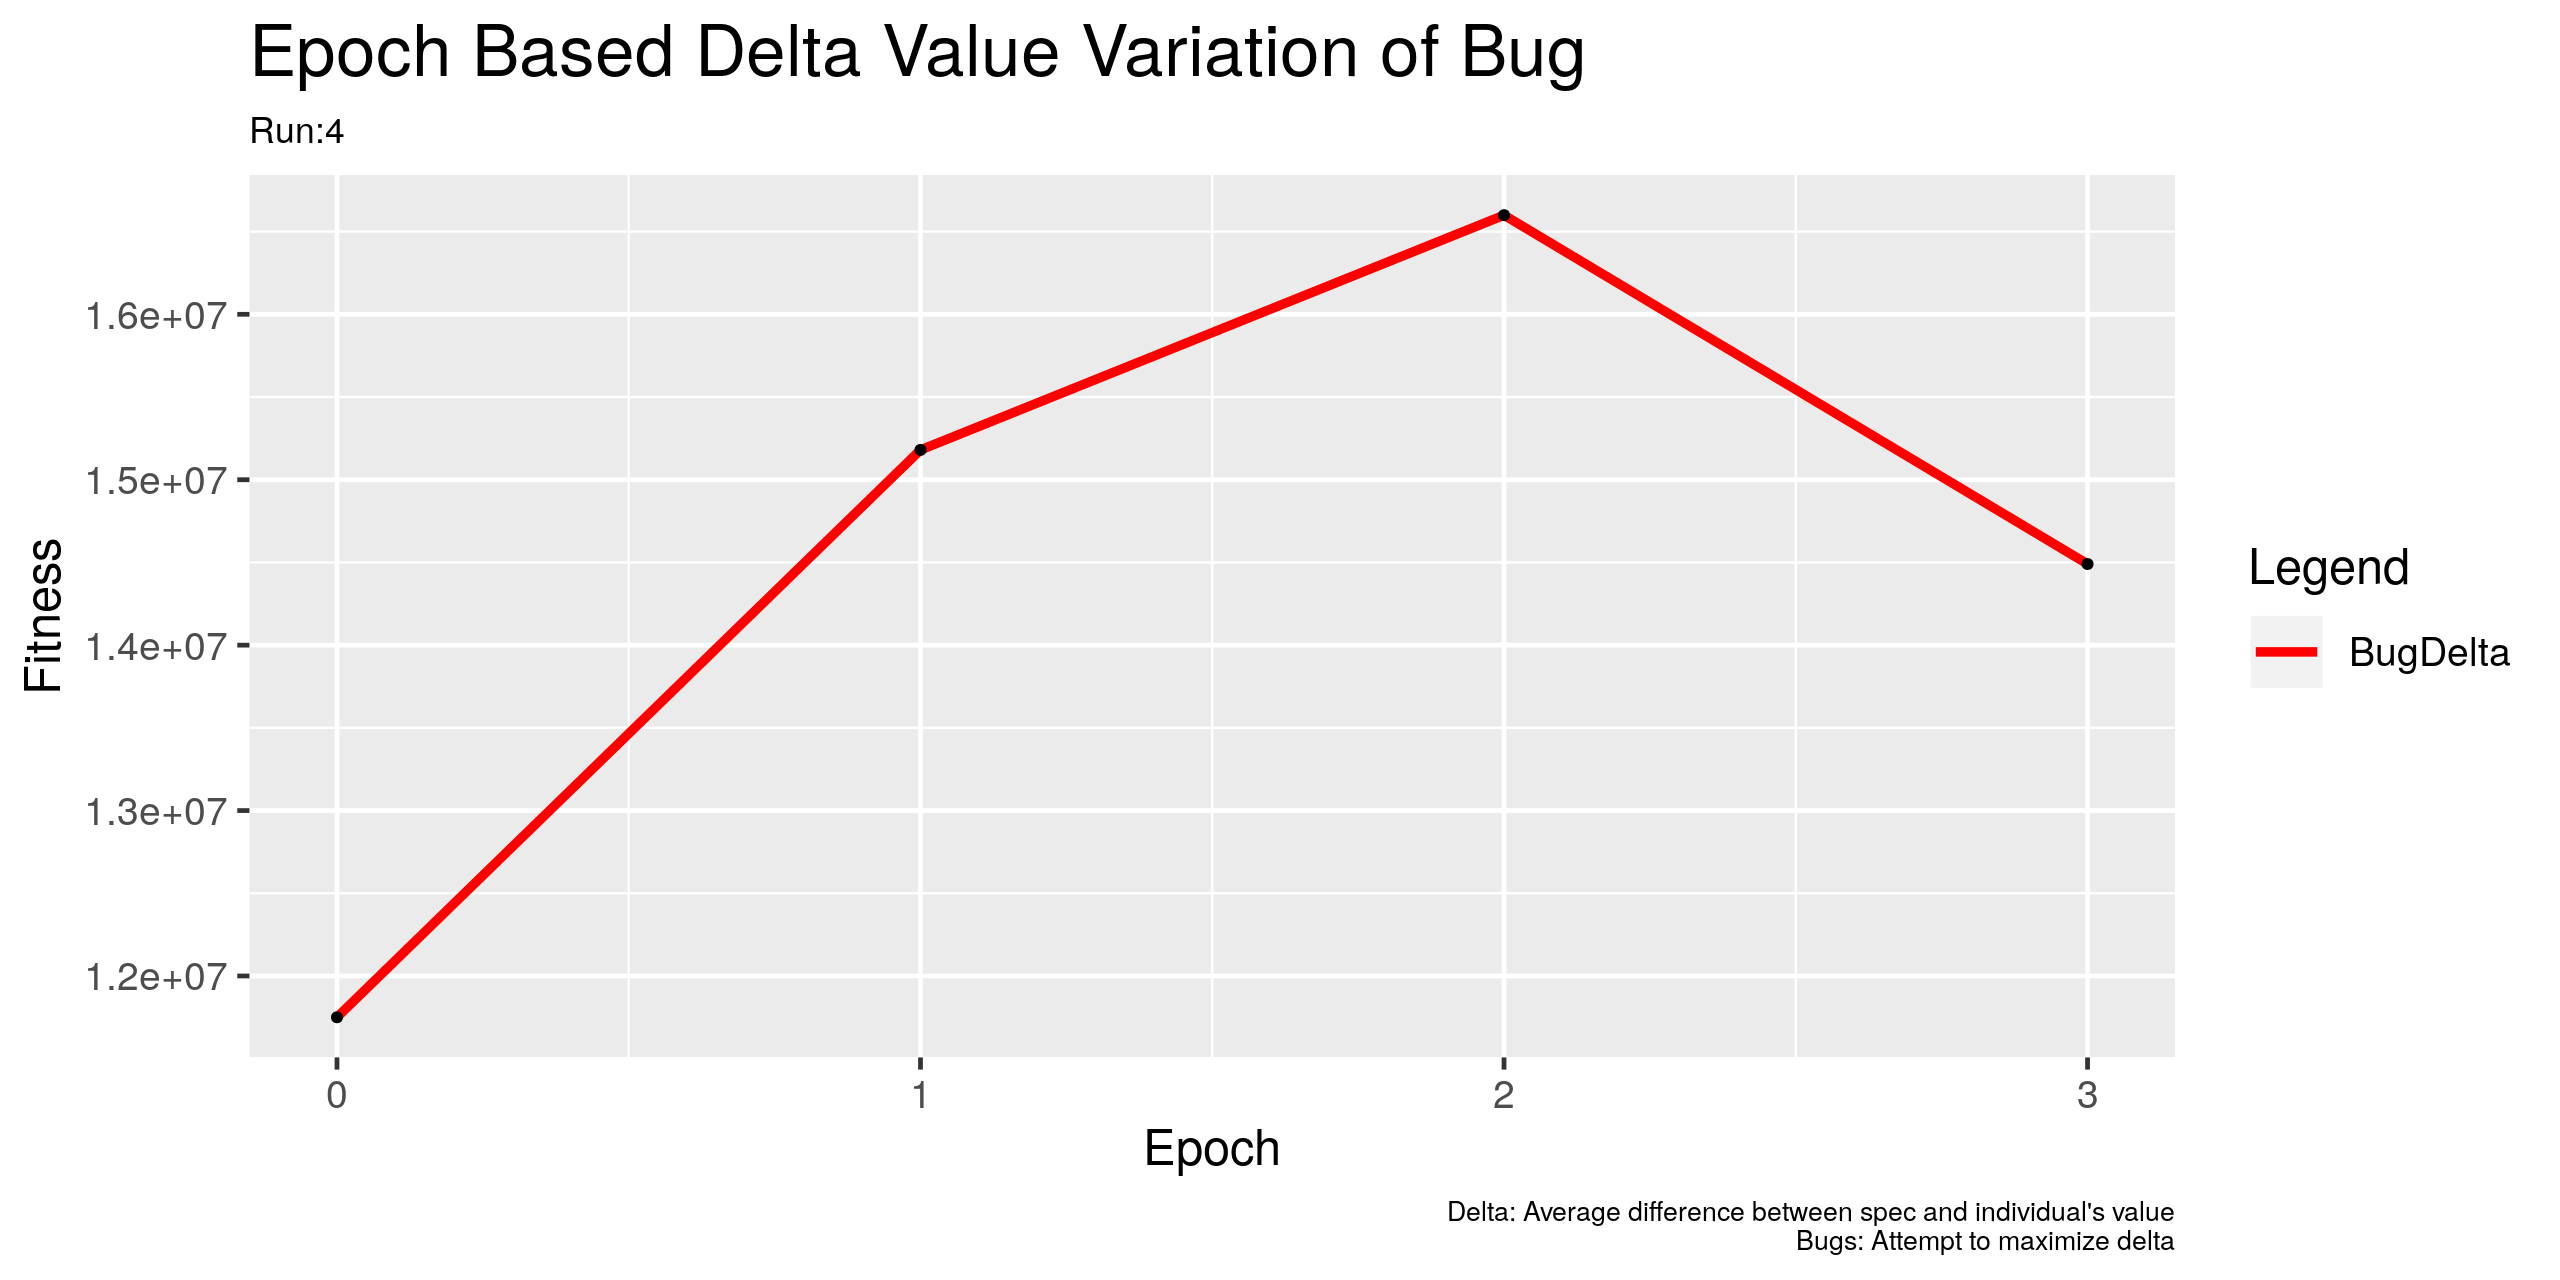 Epoch Based Delta Value Variation of Bug
Run:4
Fitness
1.6e+07
1.5e+07
1.4e+07
1.3e+07
1.2e+07
0 1 2 3
Epoch
Legend
BugDelta
Delta: Average difference between spec and individual's value
Bugs: Attempt to maximize delta